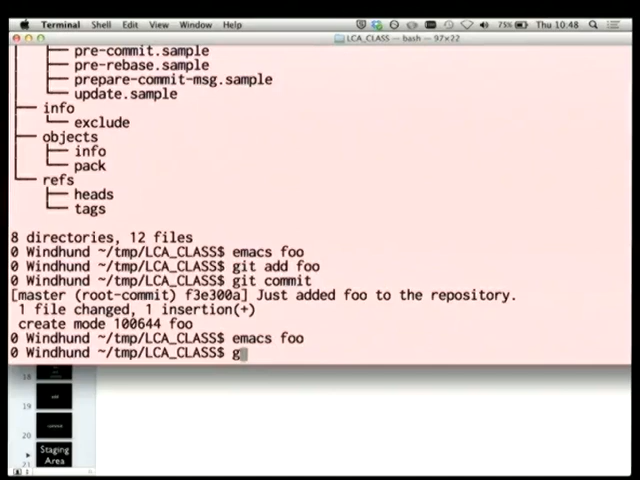 Terminal Shell Edit View Window Help 75% Thu 10:48
LCA_CLASS — bash — 97×22
pre-commit.sample
pre-rebase.sample
prepare-commit-msg.sample
update.sample
info
exclude
objects
info
pack
refs
heads
tags
8 directories, 12 files
0 Windhund ~/tmp/LCA_CLASS$ emacs foo
0 Windhund ~/tmp/LCA_CLASS$ git add foo
0 Windhund ~/tmp/LCA_CLASS$ git commit
[master (root-commit) f3e300a] Just added foo to the repository.
1 file changed, 1 insertion(+)
create mode 100644 foo
0 Windhund ~/tmp/LCA_CLASS$ emacs foo
0 Windhund ~/tmp/LCA_CLASS$ g
18
19
20
Staging
Area
21